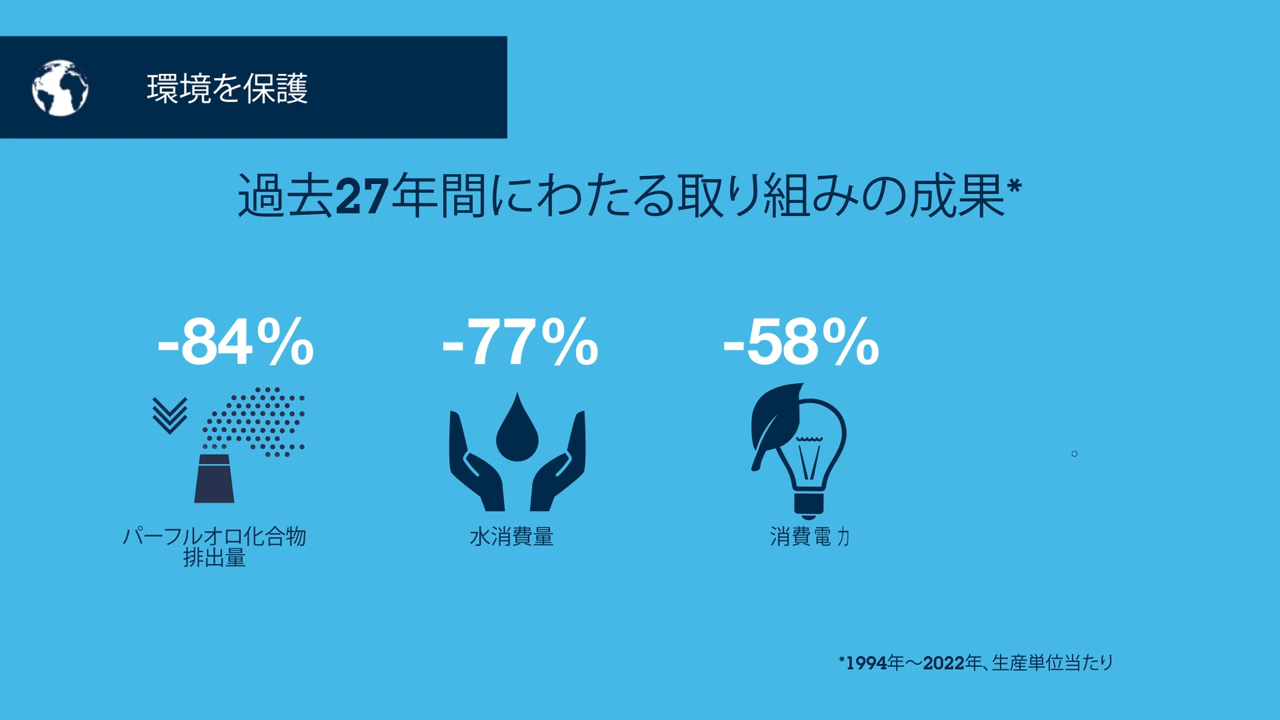 環境を保護
過去27年間にわたる取り組みの成果*
-84%
-77%
-58%
パーフルオロ化合物
排出量
水消費量
消費電力
*1994年～2022年、生産単位当たり